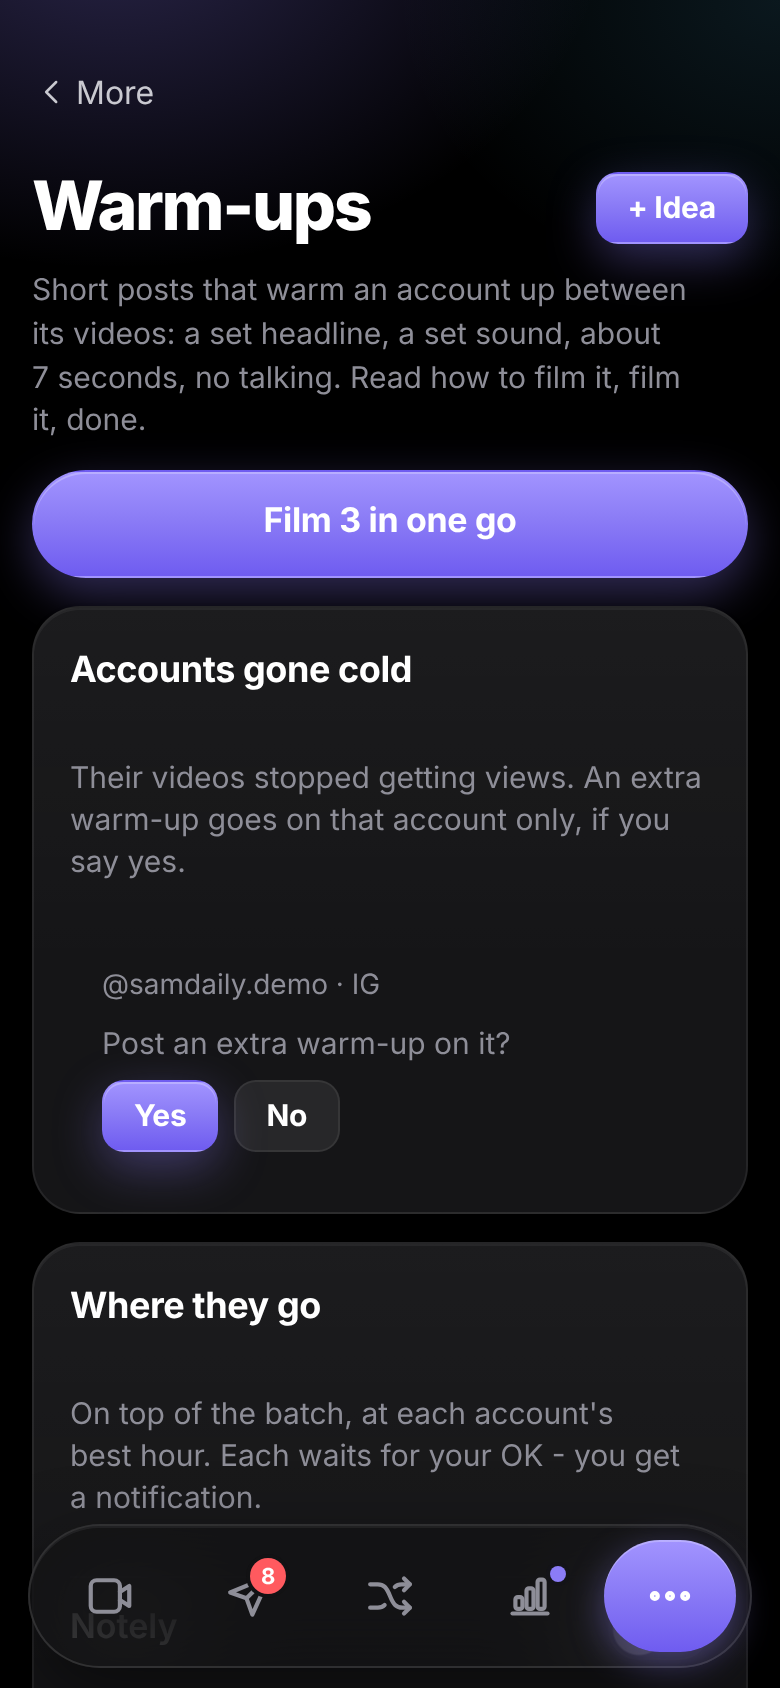 More
Warm-ups
+ Idea
Short posts that warm an account up between
its videos: a set headline, a set sound, about
7 seconds, no talking. Read how to film it, film
it, done.
Film 3 in one go
Accounts gone cold
Their videos stopped getting views. An extra
warm-up goes on that account only, if you
say yes.
@samdaily.demo · IG
Post an extra warm-up on it?
Yes
No
Where they go
On top of the batch, at each account's
best hour. Each waits for your OK - you get
a notification.
8
Notely